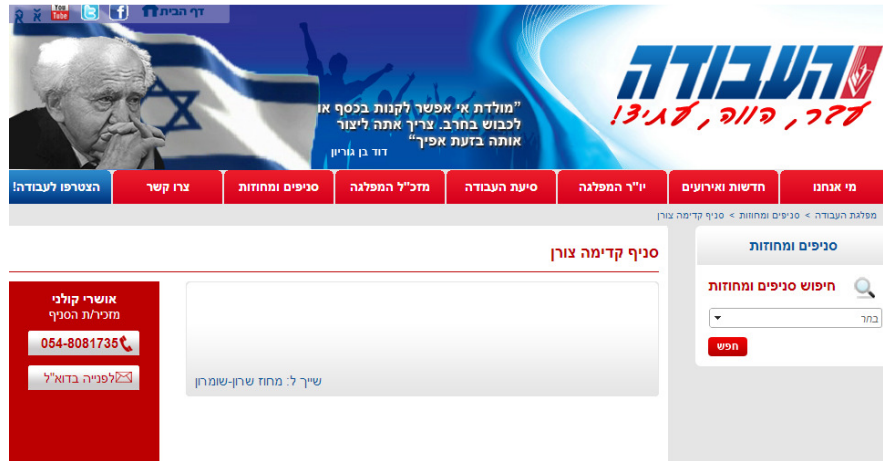 דף הבית
You
Tube
f
א
א
העבודה
עבר, הווה, עתיד!
"מולדת אי אפשר לקנות בכסף או
לכבוש בחרב. צריך אתה ליצור
אותה בזעת אפיך"
דוד בן גוריון
מי אנחנו
חדשות ואירועים
יו"ר המפלגה
סיעת העבודה
מזכ"ל המפלגה
סניפים ומחוזות
צרו קשר
הצטרפו לעבודה!
מפלגת העבודה > סניפים ומחוזות > סניף קדימה צורן
סניפים ומחוזות
חיפוש סניפים ומחוזות
בחר
חפש
סניף קדימה צורן
שייך ל: מחוז שרון-שומרון
אושרי קולני
מזכיר/ת הסניף
054-8081735
לפנייה בדוא"ל